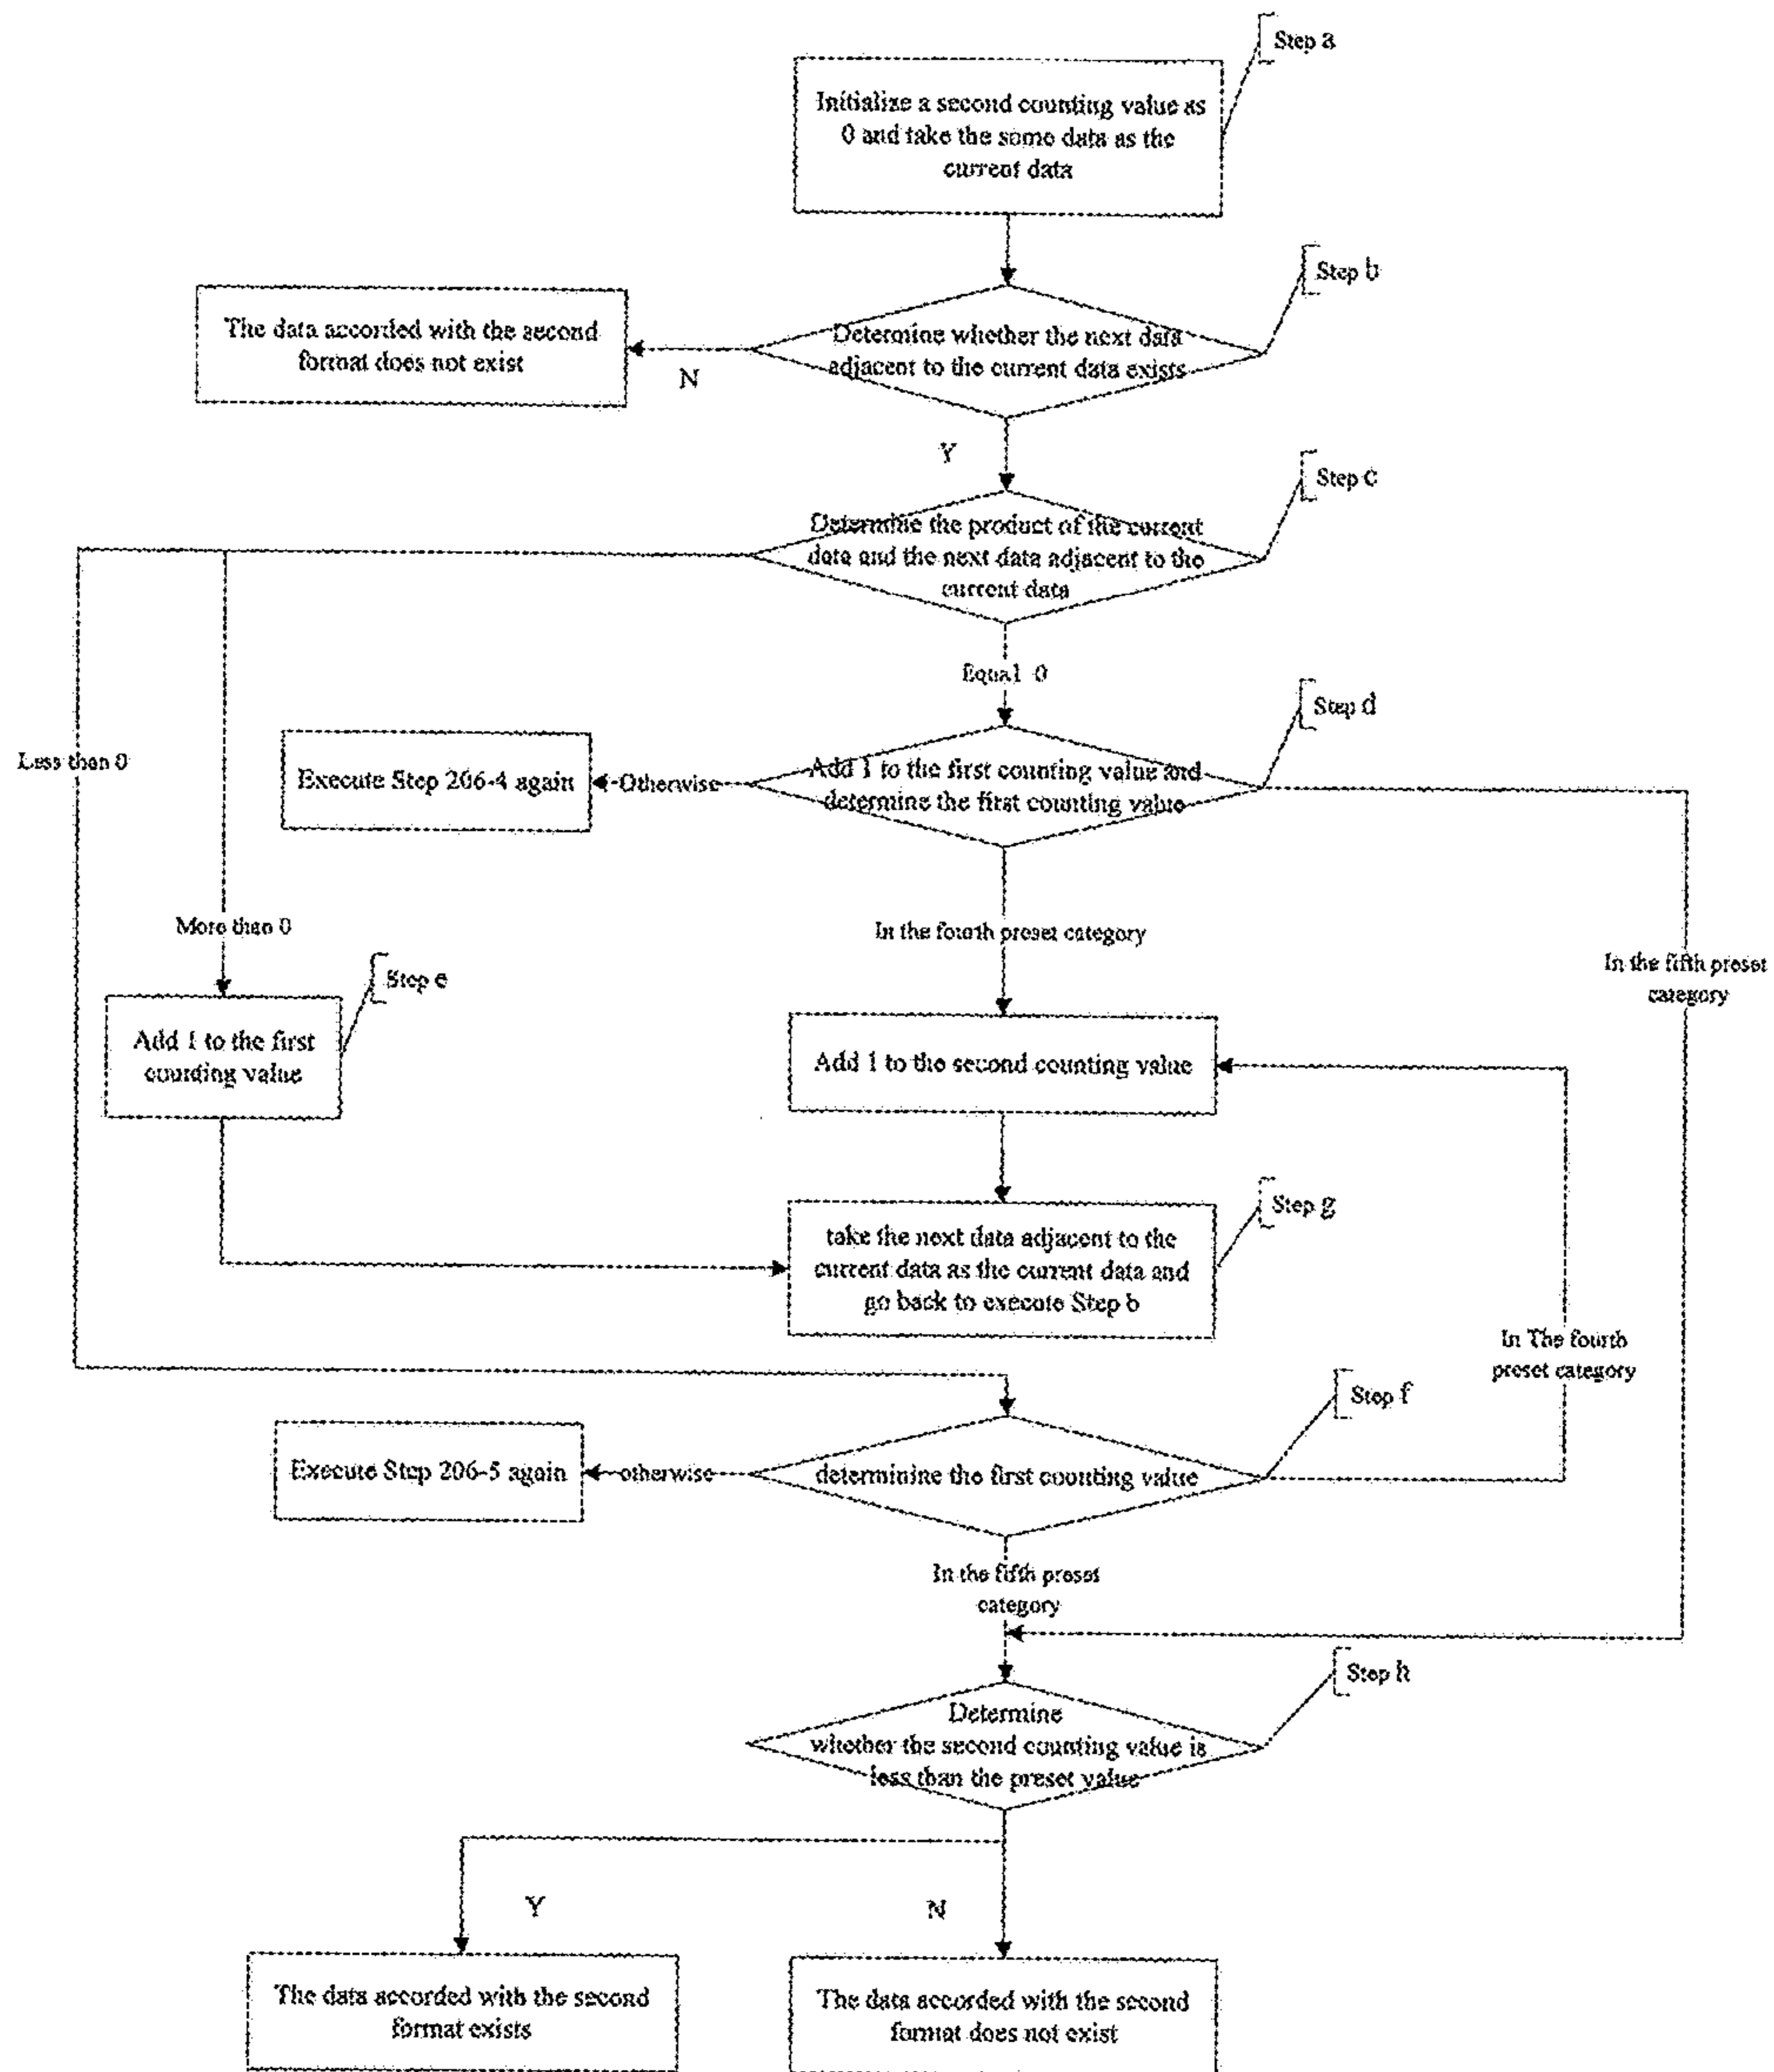 Step a
Initialize a second counting value as
0 and take the some data as the
current data
Step b
The data accorded with the second
format does not exist
N
Determine whether the next data
adjacent to the current data exists
Y
Step c
Determine the product of the current
data and the next data adjacent to the
current data
Equal 0
Step d
Less than 0
Execute Step 206-4 again
Otherwise
Add 1 to the first counting value and
determine the first counting value
More than 0
In the fourth preset category
In the fifth preset
category
Step e
Add 1 to the first
counting value
Add 1 to the second counting value
Step g
take the next data adjacent to the
current data as the current data and
go back to execute Step b
In The fourth
preset category
Step f
Execute Step 206-5 again
otherwise
determinine the first counting value
In the fifth preset
category
Step h
Determine
whether the second counting value is
less than the preset value
Y
N
The data accorded with the second
format exists
The data accorded with the second
format does not exist